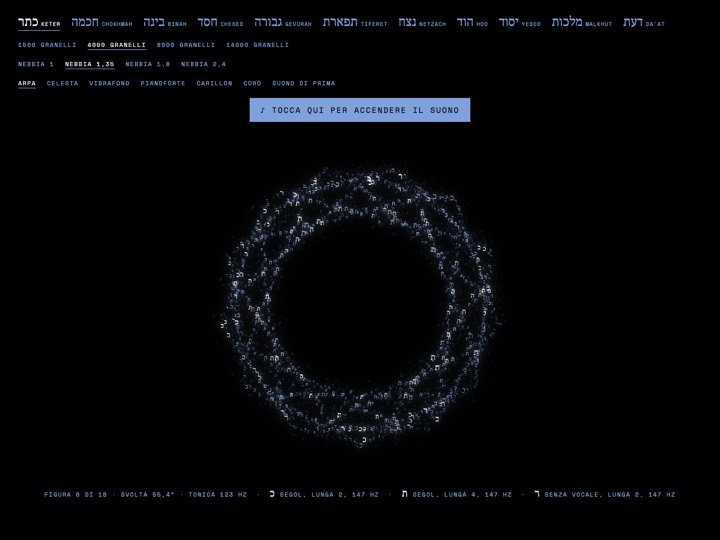 כתר KETER חכמה CHOKHMAH בינה BINAH חסד CHESED גבורה GEVURAH תפארת TIFERET נצח NETZACH הוד HOD יסוד YESOD מלכות MALKHUT דעת DA'AT
1500 GRANELLI 4000 GRANELLI 8000 GRANELLI 14000 GRANELLI
NEBBIA 1 NEBBIA 1,35 NEBBIA 1,8 NEBBIA 2,4
ARPA CELESTA VIBRAFONO PIANOFORTE CARILLON CORO SUONO DI PRIMA
♪ TOCCA QUI PER ACCENDERE IL SUONO
FIGURA 6 DI 18 · SVOLTA 55,4° · TONICA 123 HZ · כ SEGOL, LUNGA 2, 147 HZ · ת SEGOL, LUNGA 4, 147 HZ · ר SENZA VOCALE, LUNGA 2, 147 HZ